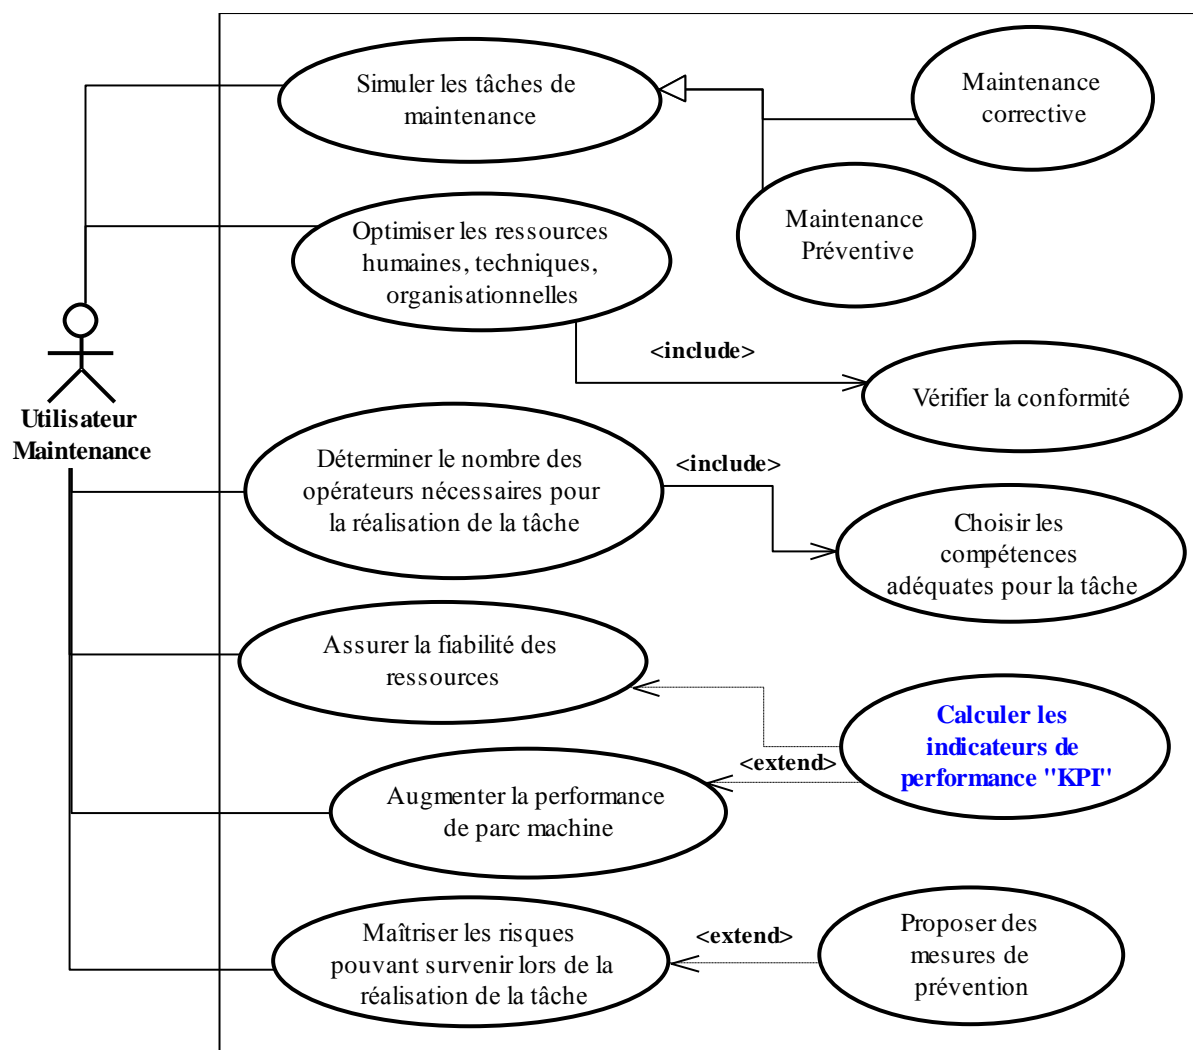 Simuler les tâches de
maintenance
Maintenance
corrective
Maintenance
Préventive
Optimiser les ressources
humaines, techniques,
organisationnelles
<include>
Vérifier la conformité
Utilisateur
Maintenance
Déterminer le nombre des
opérateurs nécessaires pour
la réalisation de la tâche
<include>
Choisir les
compétences
adéquates pour la tâche
Assurer la fiabilité des
ressources
Calculer les
indicateurs de
performance "KPI"
<extend>
Augmenter la performance
de parc machine
Maîtriser les risques
pouvant survenir lors de la
réalisation de la tâche
<extend>
Proposer des
mesures de
prévention